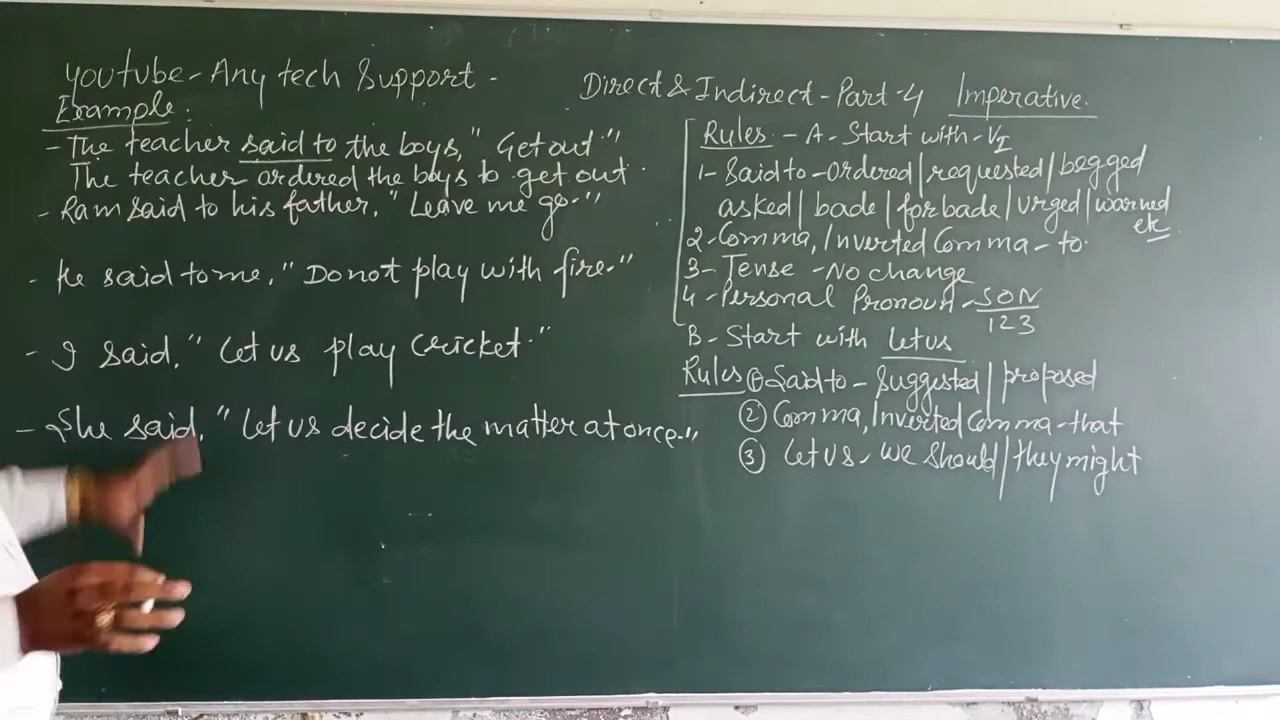 Youtube - Any tech Support -
Example:
- The teacher said to the boys, "Get out."
The teacher ordered the boys to get out.
- Ram said to his father, "Leave me go."
- He said to me, "Do not play with fire."
- I said, "Let us play cricket."
- She said, "Let us decide the matter at once."
Direct & Indirect - Part-4 Imperative.
Rules - A - Start with - V1
1- Said to - Ordered | requested | begged
asked | bade | forbade | urged | warned
etc
2- Comma, Inverted Comma - to.
3- Tense - No change
4- Personal Pronoun - SON
123
B- Start with Let us
Rules ① Said to - Suggested | proposed
② Comma, Inverted Comma - that
③ Let us - we should | they might